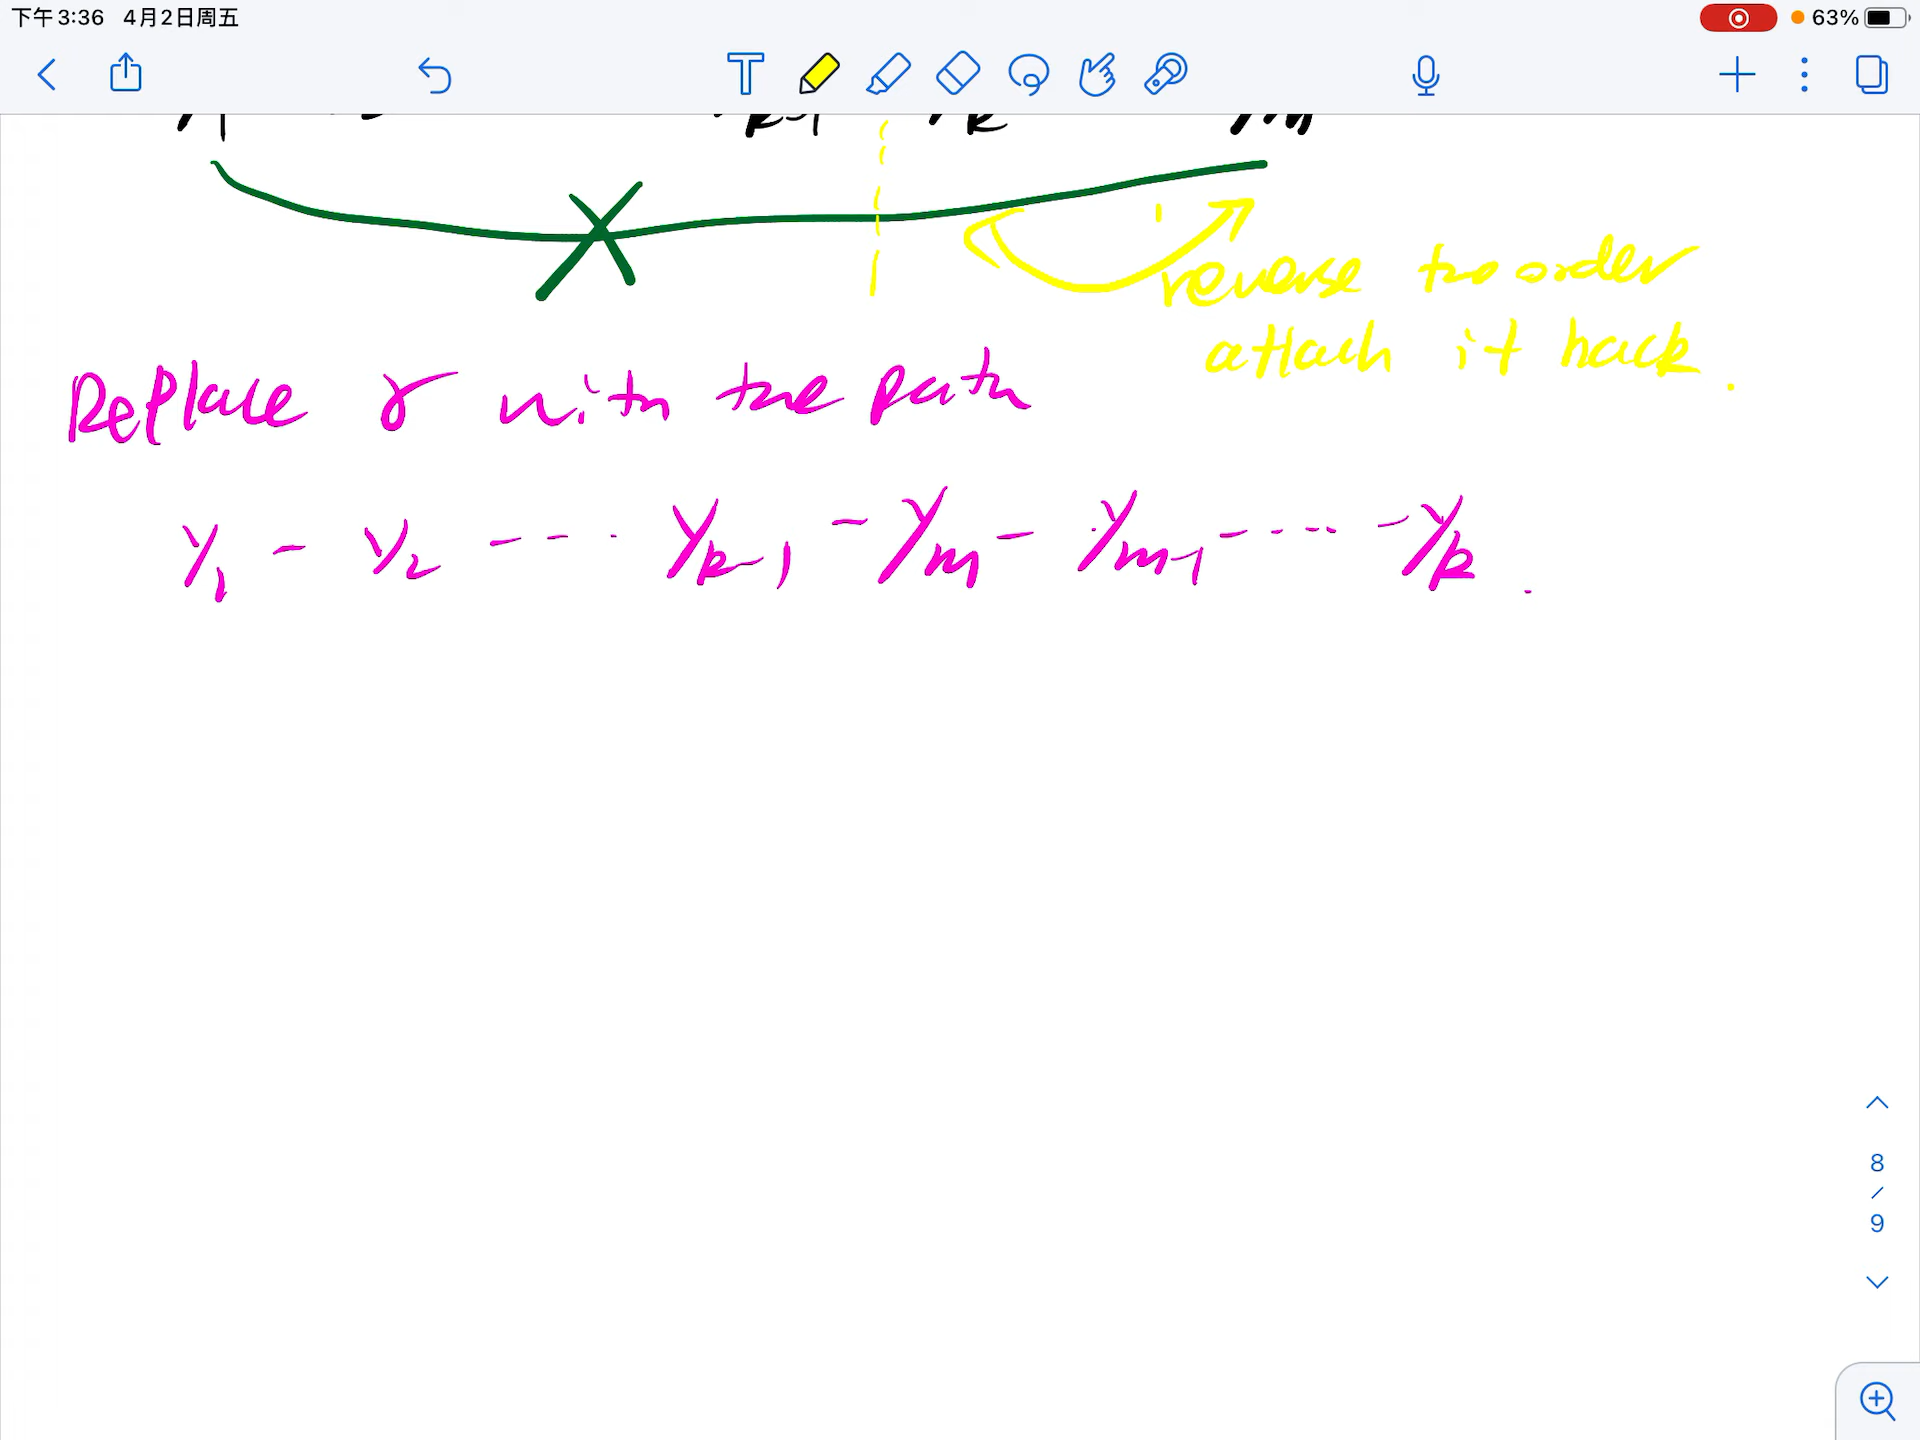 下午3:36 4月2日周五
63%
T
reverse the order
attach it back.
Replace γ with the path
y₁ - y₂ - - - · yₖ₋₁ - yₘ - yₘ₋₁ - ···· - yₖ .
8
/
9